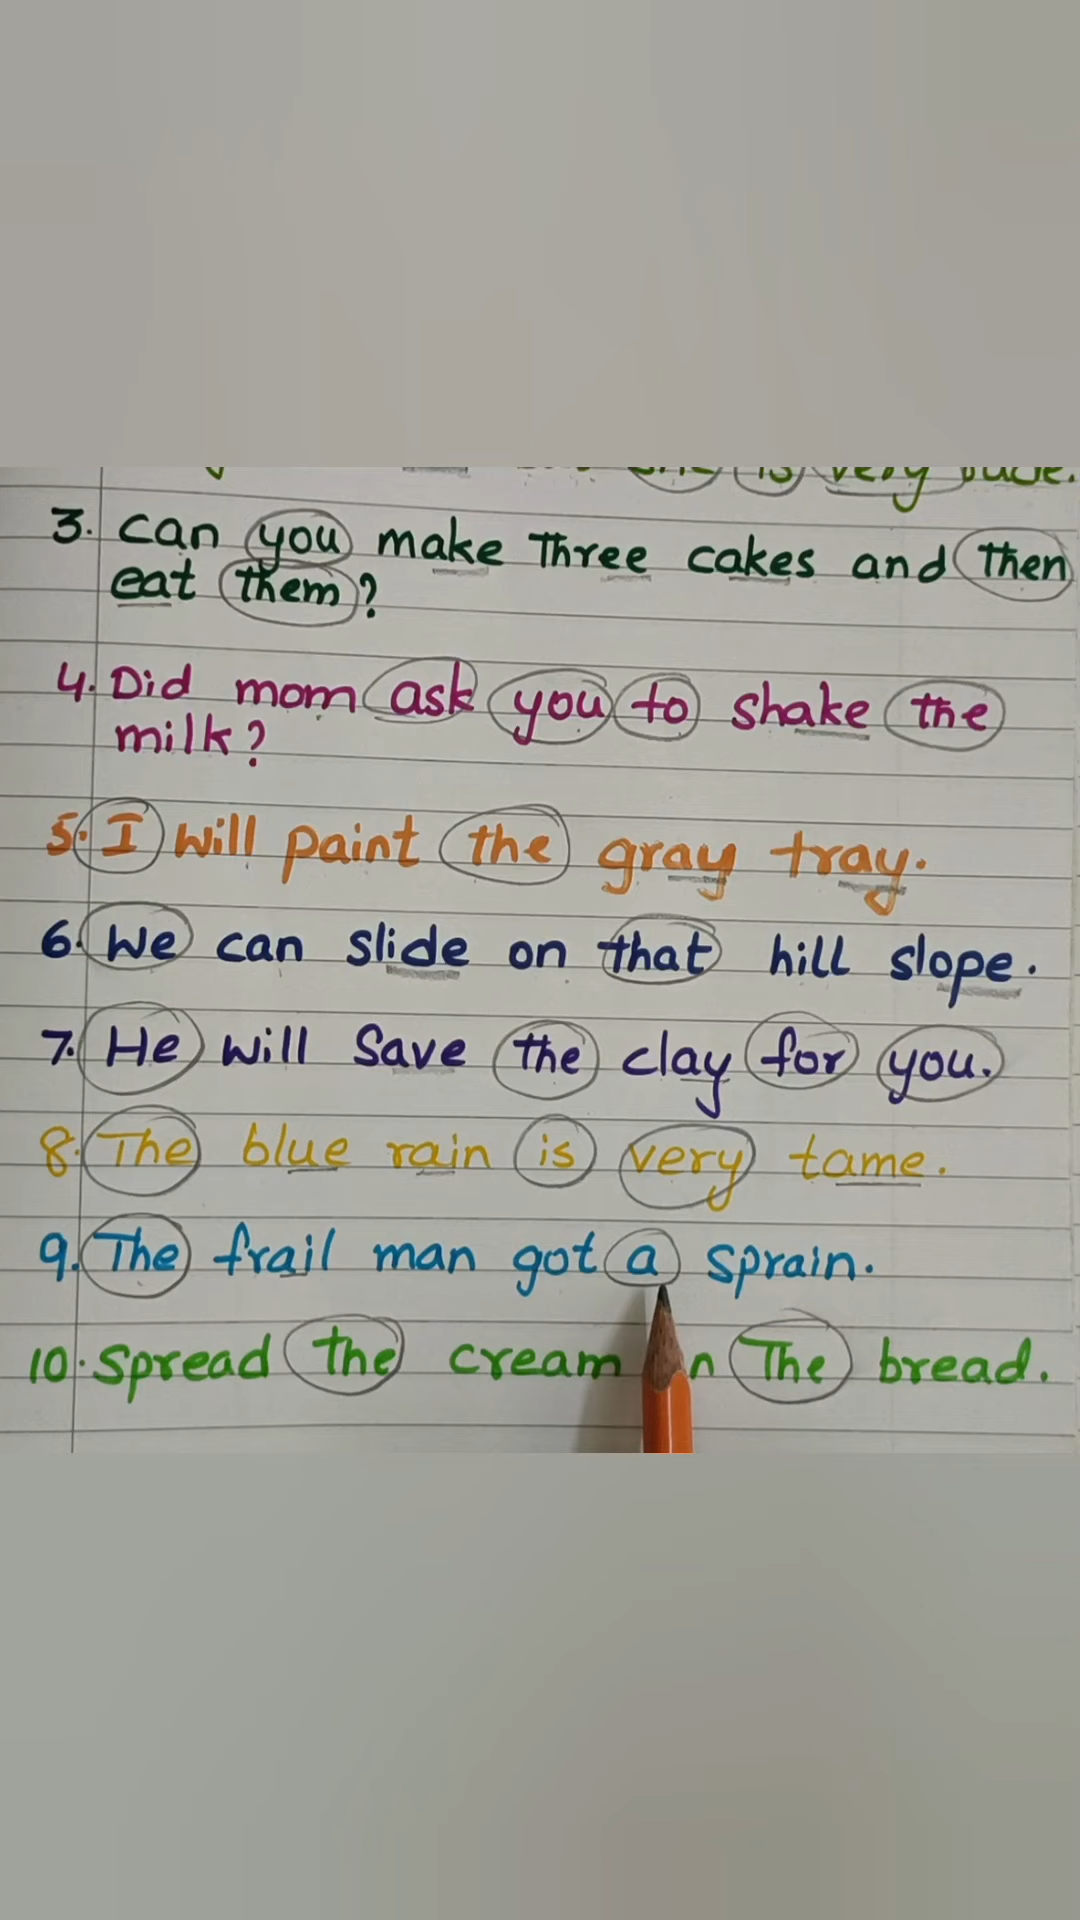 is very
3. can you make Three cakes and then
eat them?
4. Did mom ask you to shake the
milk?
5. I will paint the gray tray.
6. We can slide on that hill slope.
7. He will Save the clay for you.
8. The blue rain is very tame.
9. The frail man got a sprain.
10. Spread the cream n The bread.